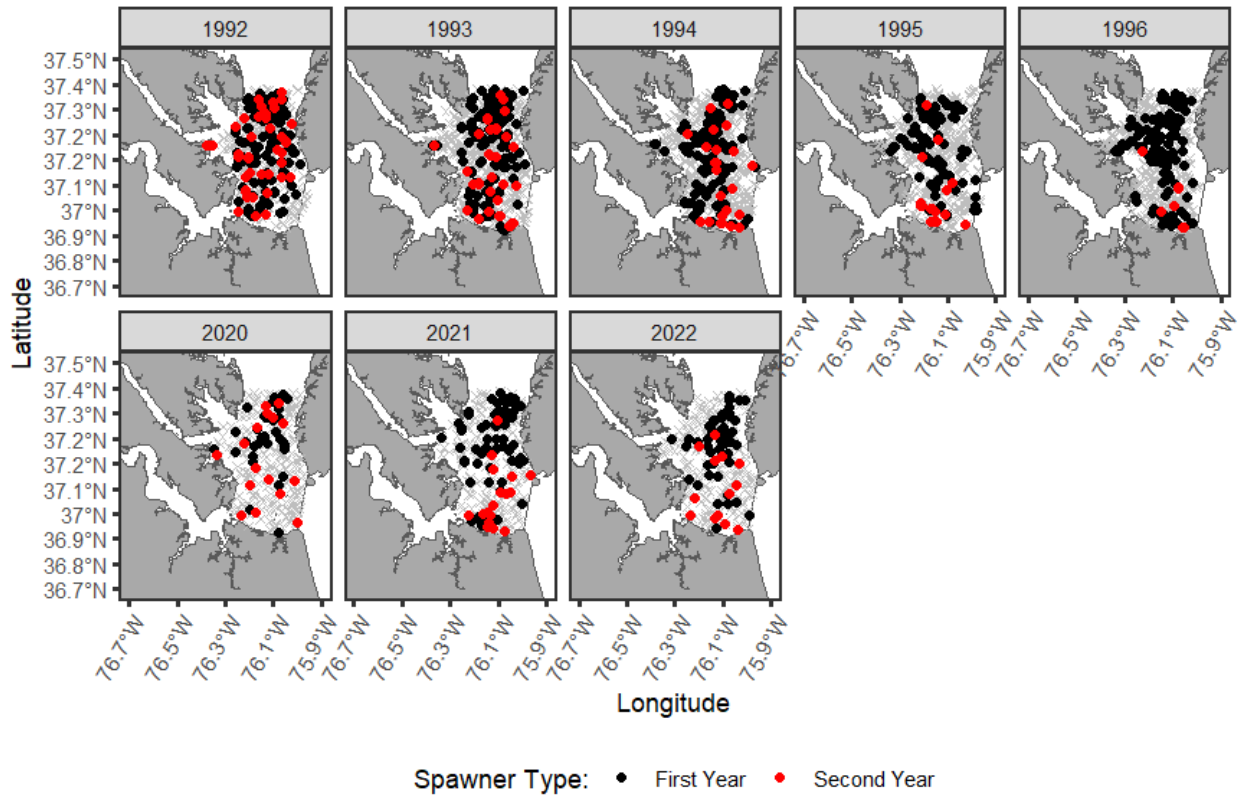 1992 1993 1994 1995 1996
37.5°N
37.4°N
37.3°N
37.2°N
37.2°N
37.1°N
37°N
36.9°N
36.8°N
36.7°N
76.7°W 76.5°W 76.3°W 76.1°W 75.9°W 76.7°W 76.5°W 76.3°W 76.1°W 75.9°W
Latitude
2020 2021 2022
37.5°N
37.4°N
37.3°N
37.2°N
37.2°N
37.1°N
37°N
36.9°N
36.8°N
36.7°N
76.7°W 76.5°W 76.3°W 76.1°W 75.9°W 76.7°W 76.5°W 76.3°W 76.1°W 75.9°W 76.7°W 76.5°W 76.3°W 76.1°W 75.9°W
Longitude
Spawner Type: First Year Second Year